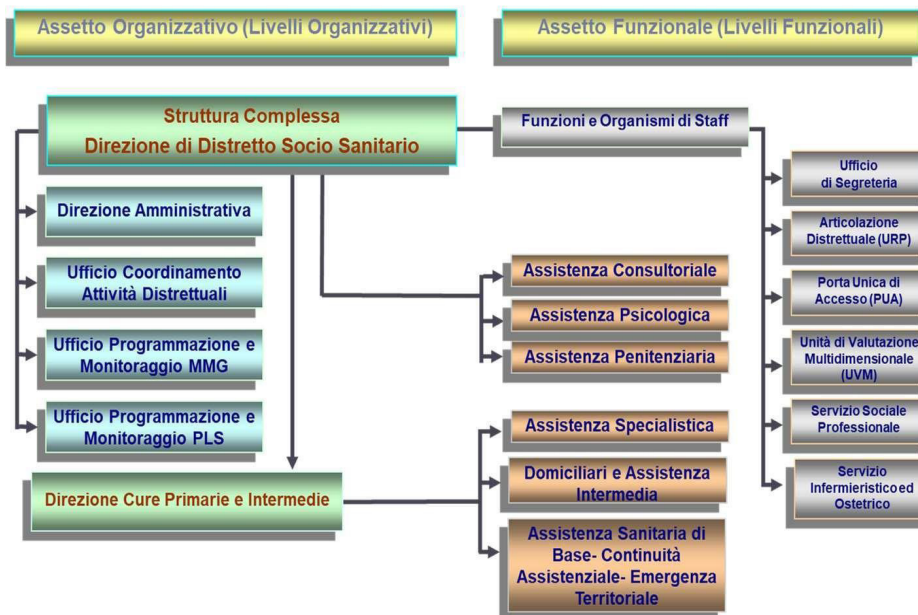 Assetto Organizzativo (Livelli Organizzativi)
Assetto Funzionale (Livelli Funzionali)
Struttura Complessa
Direzione di Distretto Socio Sanitario
Funzioni e Organismi di Staff
Direzione Amministrativa
Ufficio Coordinamento
Attività Distrettuali
Ufficio Programmazione e
Monitoraggio MMG
Ufficio Programmazione e
Monitoraggio PLS
Direzione Cure Primarie e Intermedie
Assistenza Consultoriale
Assistenza Psicologica
Assistenza Penitenziaria
Assistenza Specialistica
Domiciliari e Assistenza
Intermedia
Assistenza Sanitaria di
Base- Continuità
Assistenziale- Emergenza
Territoriale
Ufficio
di Segreteria
Articolazione
Distrettuale (URP)
Porta Unica di
Accesso (PUA)
Unità di Valutazione
Multidimensionale
(UVM)
Servizio Sociale
Professionale
Servizio
Infermieristico ed
Ostetrico